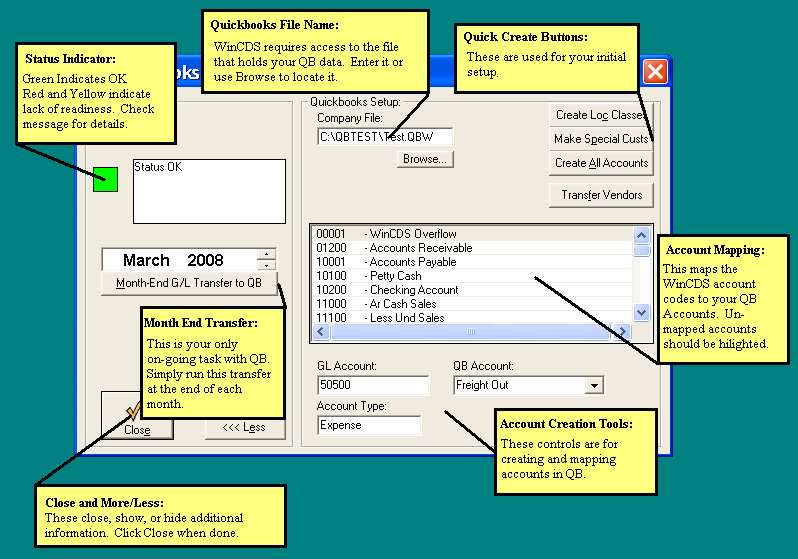 Quickbooks File Name:
WinCDS requires access to the file
that holds your QB data. Enter it or
use Browse to locate it.
Quick Create Buttons:
These are used for your initial
setup.
Status Indicator:
Green Indicates OK
Red and Yellow indicate
lack of readiness. Check
message for details.
Quickbooks Setup:
Company File:
C:\QBTEST\Test.QBW
Browse...
Create Loc Classes
Make Special Custs
Create All Accounts
Transfer Vendors
Status OK
March 2008
Month-End G/L Transfer to QB
00001 - WinCDS Overflow
01200 - Accounts Receivable
10001 - Accounts Payable
10100 - Petty Cash
10200 - Checking Account
11000 - Ar Cash Sales
11100 - Less Und Sales
Account Mapping:
This maps the
WinCDS account
codes to your QB
Accounts. Un-
mapped accounts
should be hilighted.
Month End Transfer:
This is your only
on-going task with QB.
Simply run this transfer
at the end of each
month.
GL Account:
50500
QB Account:
Freight Out
Account Type:
Expense
Close
<<< Less
Account Creation Tools:
These controls are for
creating and mapping
accounts in QB.
Close and More/Less:
These close, show, or hide additional
information. Click Close when done.